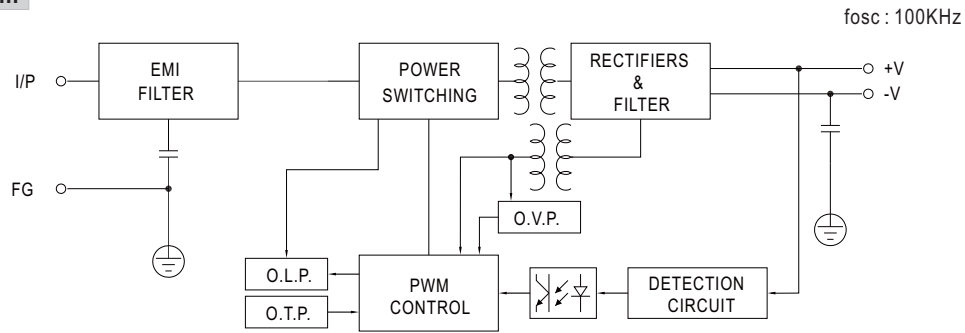 fosc : 100KHz
I/P
EMI
FILTER
POWER
SWITCHING
RECTIFIERS
&
FILTER
+V
-V
FG
O.V.P.
O.L.P.
O.T.P.
PWM
CONTROL
DETECTION
CIRCUIT